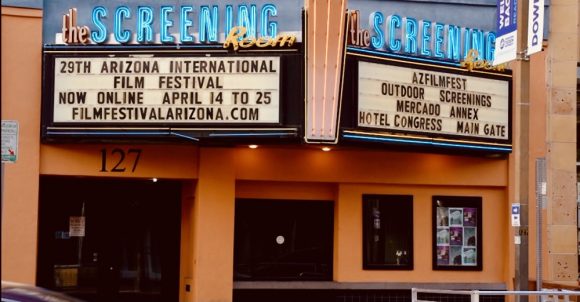 the SCREENING
Room
29TH ARIZONA INTERNATIONAL
FILM FESTIVAL
NOW ONLINE APRIL 14 TO 25
FILMFESTIVALARIZONA.COM
the SCREENING
Room
AZFILMFEST
OUTDOOR SCREENINGS
MERCADO ANNEX
HOTEL CONGRESS MAIN GATE
127